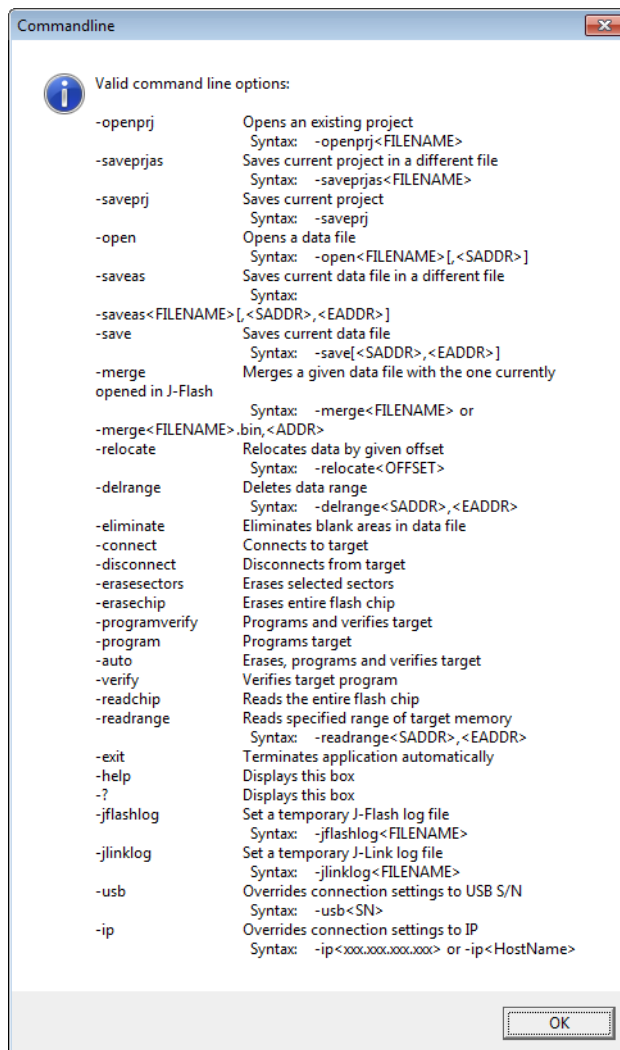 Commandline
Valid command line options:
-openprj Opens an existing project
Syntax: -openprj<FILENAME>
-saveprjas Saves current project in a different file
Syntax: -saveprjas<FILENAME>
-saveprj Saves current project
Syntax: -saveprj
-open Opens a data file
Syntax: -open<FILENAME>[,<SADDR>]
-saveas Saves current data file in a different file
Syntax:
-saveas<FILENAME>[,<SADDR>,<EADDR>]
-save Saves current data file
Syntax: -save[<SADDR>,<EADDR>]
-merge Merges a given data file with the one currently
opened in J-Flash
Syntax: -merge<FILENAME> or
-merge<FILENAME>.bin,<ADDR>
-relocate Relocates data by given offset
Syntax: -relocate<OFFSET>
-delrange Deletes data range
Syntax: -delrange<SADDR>,<EADDR>
-eliminate Eliminates blank areas in data file
-connect Connects to target
-disconnect Disconnects from target
-erasesectors Erases selected sectors
-erasechip Erases entire flash chip
-programverify Programs and verifies target
-program Programs target
-auto Erases, programs and verifies target
-verify Verifies target program
-readchip Reads the entire flash chip
-readrange Reads specified range of target memory
Syntax: -readrange<SADDR>,<EADDR>
-exit Terminates application automatically
-help Displays this box
-? Displays this box
-jflashlog Set a temporary J-Flash log file
Syntax: -jflashlog<FILENAME>
-jlinklog Set a temporary J-Link log file
Syntax: -jlinklog<FILENAME>
-usb Overrides connection settings to USB S/N
Syntax: -usb<SN>
-ip Overrides connection settings to IP
Syntax: -ip<xxx.xxx.xxx.xxx> or -ip<HostName>
OK